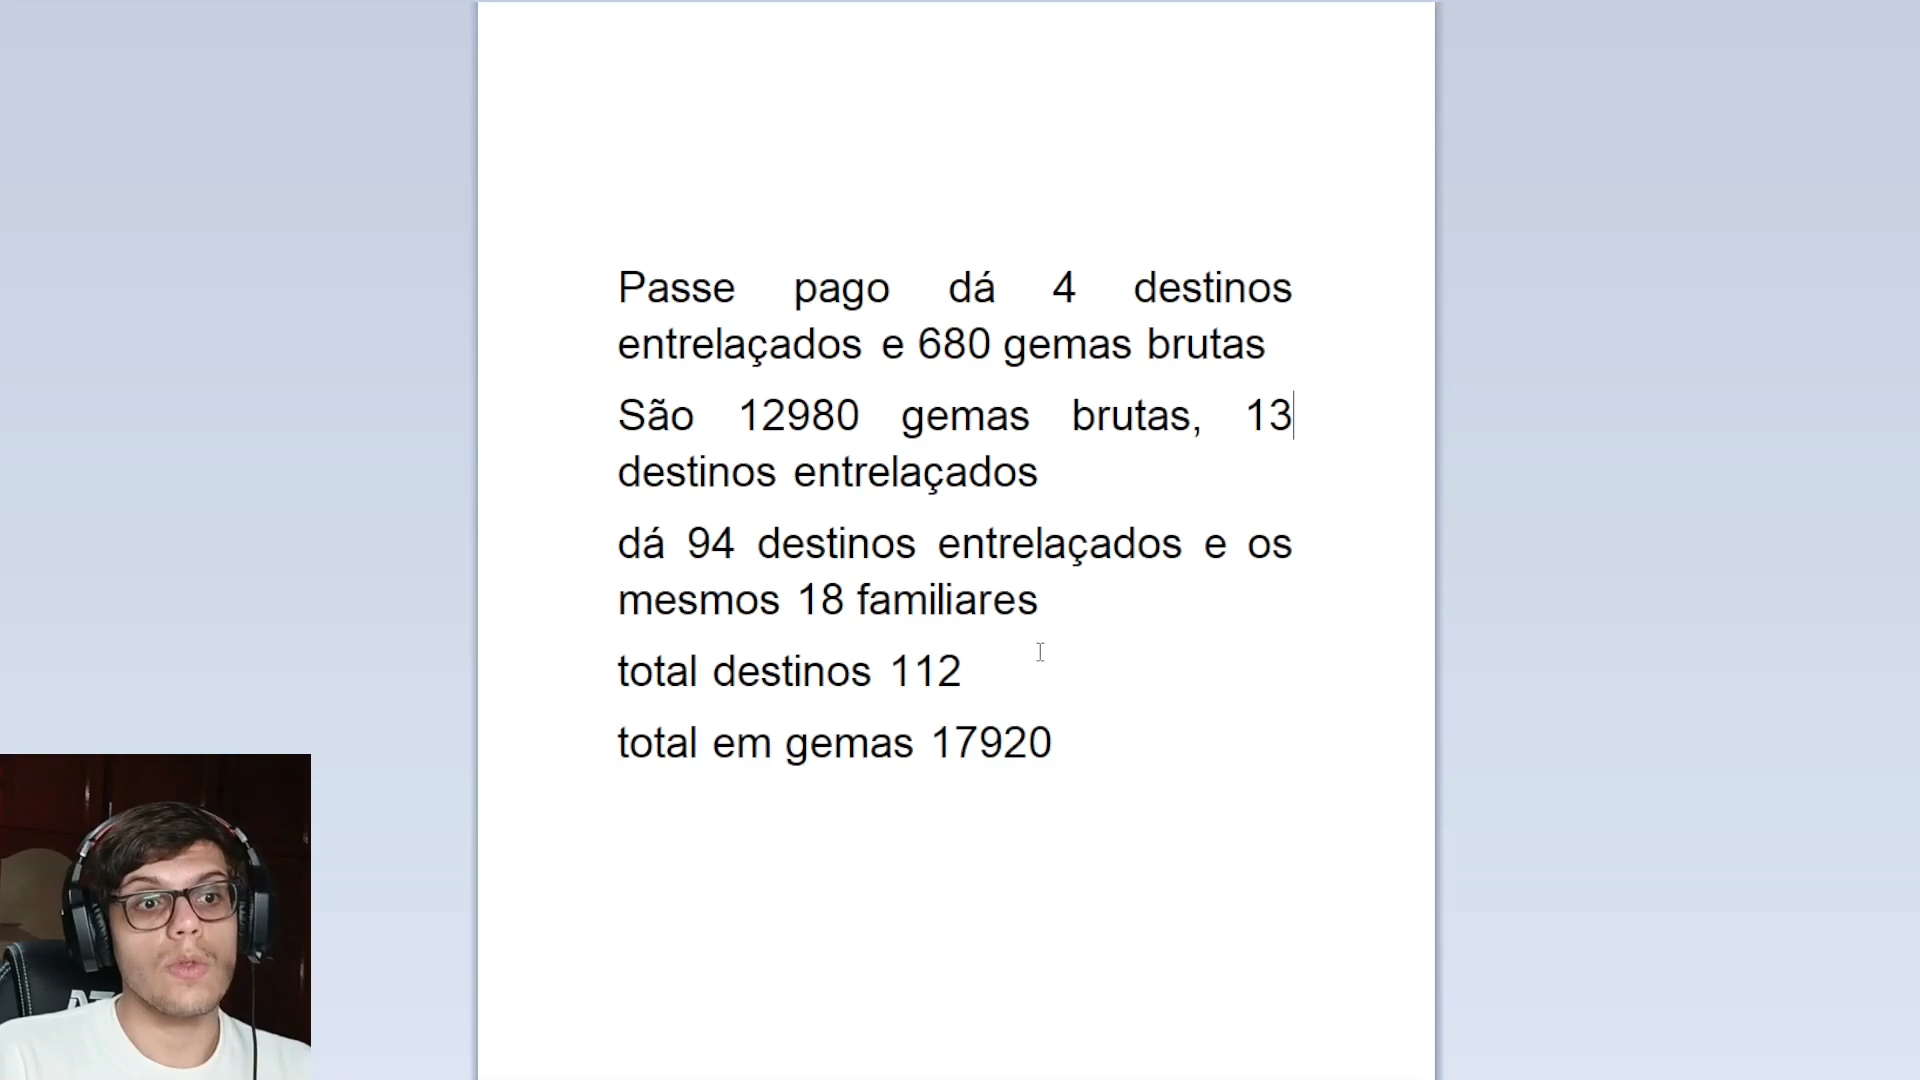 Passe pago dá 4 destinos
entrelaçados e 680 gemas brutas
São 12980 gemas brutas, 13
destinos entrelaçados
dá 94 destinos entrelaçados e os
mesmos 18 familiares
total destinos 112
total em gemas 17920